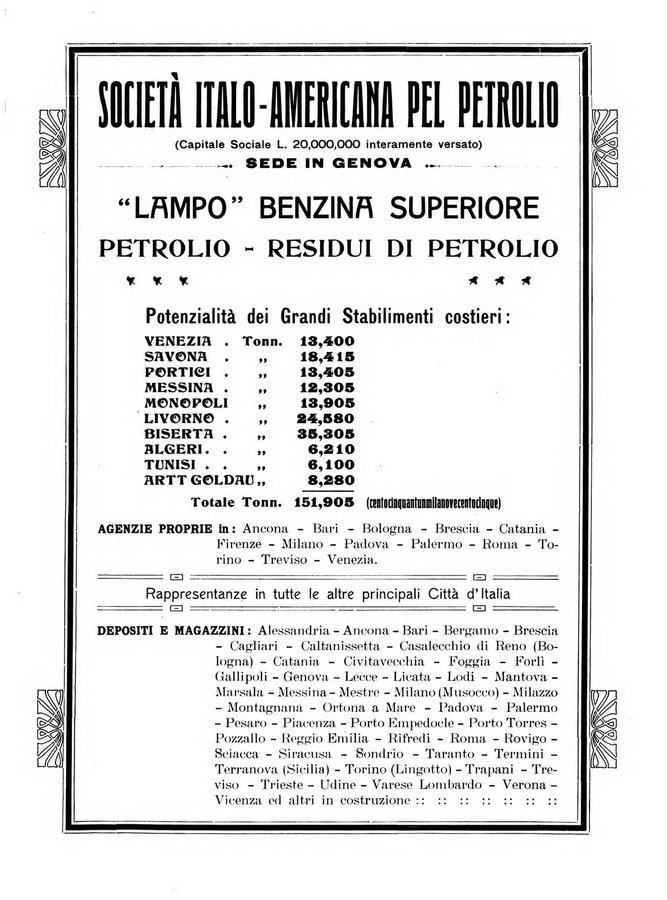 SOCIETÀ ITALO-AMERICANA PEL PETROLIO
(Capitale Sociale L. 20,000,000 interamente versato)
SEDE IN GENOVA
"LAMPO" BENZINA SUPERIORE
PETROLIO - RESIDUI DI PETROLIO
Potenzialità dei Grandi Stabilimenti costieri:
VENEZIA . Tonn. 13,400
SAVONA . „ 18,415
PORTICI . „ 13,405
MESSINA . „ 12,305
MONOPOLI „ 13,905
LIVORNO . „ 24,580
BISERTA . „ 35,305
ALGERI . . „ 6,210
TUNISI . . „ 6,100
ARTT GOLDAU „ 8,280
Totale Tonn. 151,905 (centocinquantunmilanovecentocinque)
AGENZIE PROPRIE in: Ancona - Bari - Bologna - Brescia - Catania -
Firenze - Milano - Padova - Palermo - Roma - To-
rino - Treviso - Venezia.
Rappresentanze in tutte le altre principali Città d'Italia
DEPOSITI E MAGAZZINI: Alessandria - Ancona - Bari - Bergamo - Brescia
- Cagliari - Caltanissetta - Casalecchio di Reno (Bo-
logna) - Catania - Civitavecchia - Foggia - Forlì -
Gallipoli - Genova - Lecce - Licata - Lodi - Mantova -
Marsala - Messina - Mestre - Milano (Musocco) - Milazzo
- Montagnana - Ortona a Mare - Padova - Palermo
- Pesaro - Piacenza - Porto Empedocle - Porto Torres -
Pozzallo - Reggio Emilia - Rifredi - Roma - Rovigo -
Sciacca - Siracusa - Sondrio - Taranto - Termini -
Terranova (Sicilia) - Torino (Lingotto) - Trapani - Tre-
viso - Trieste - Udine - Varese Lombardo - Verona -
Vicenza ed altri in costruzione :: :: :: :: :: ::